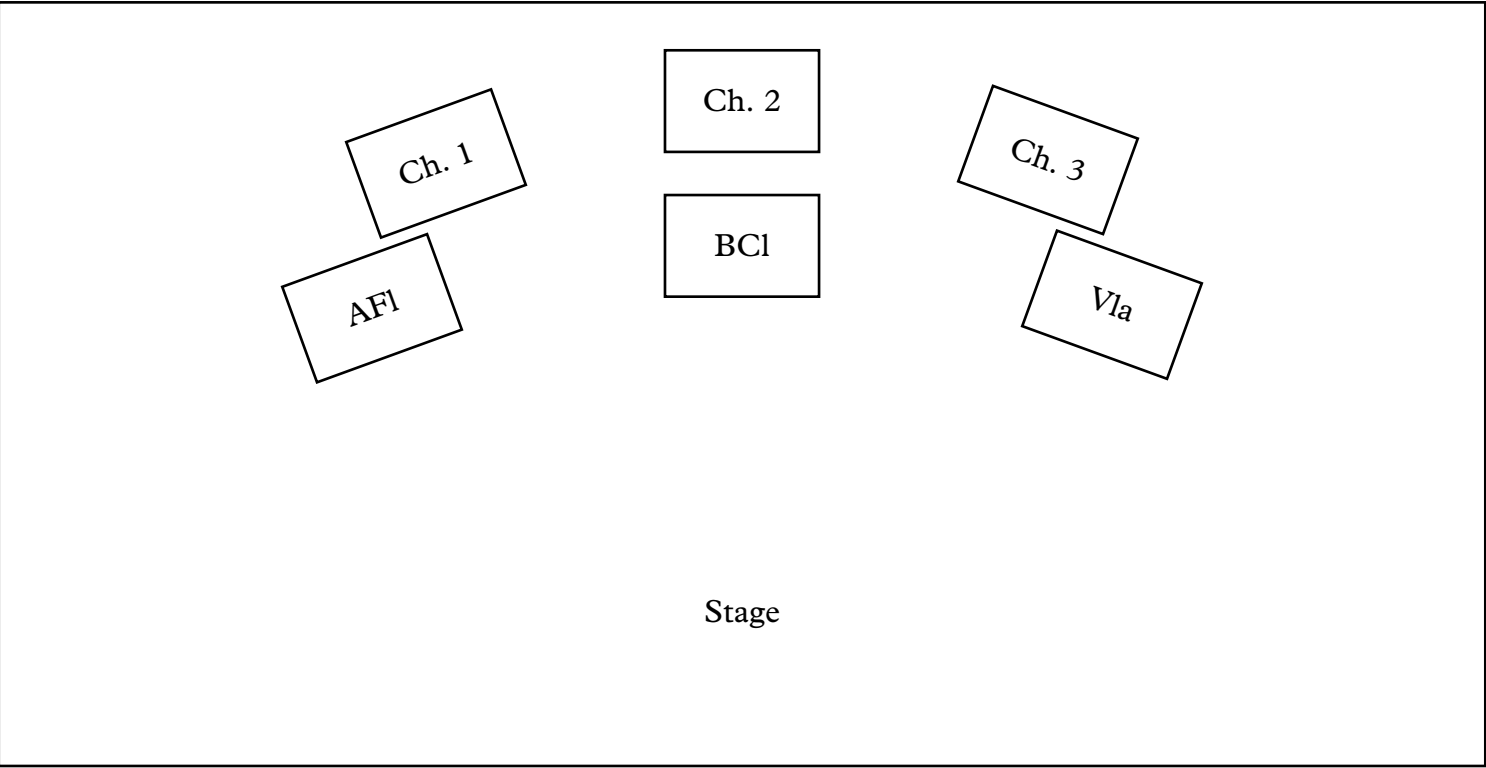 Ch. 1
Ch. 2
Ch. 3
AFl
BCl
Vla
Stage